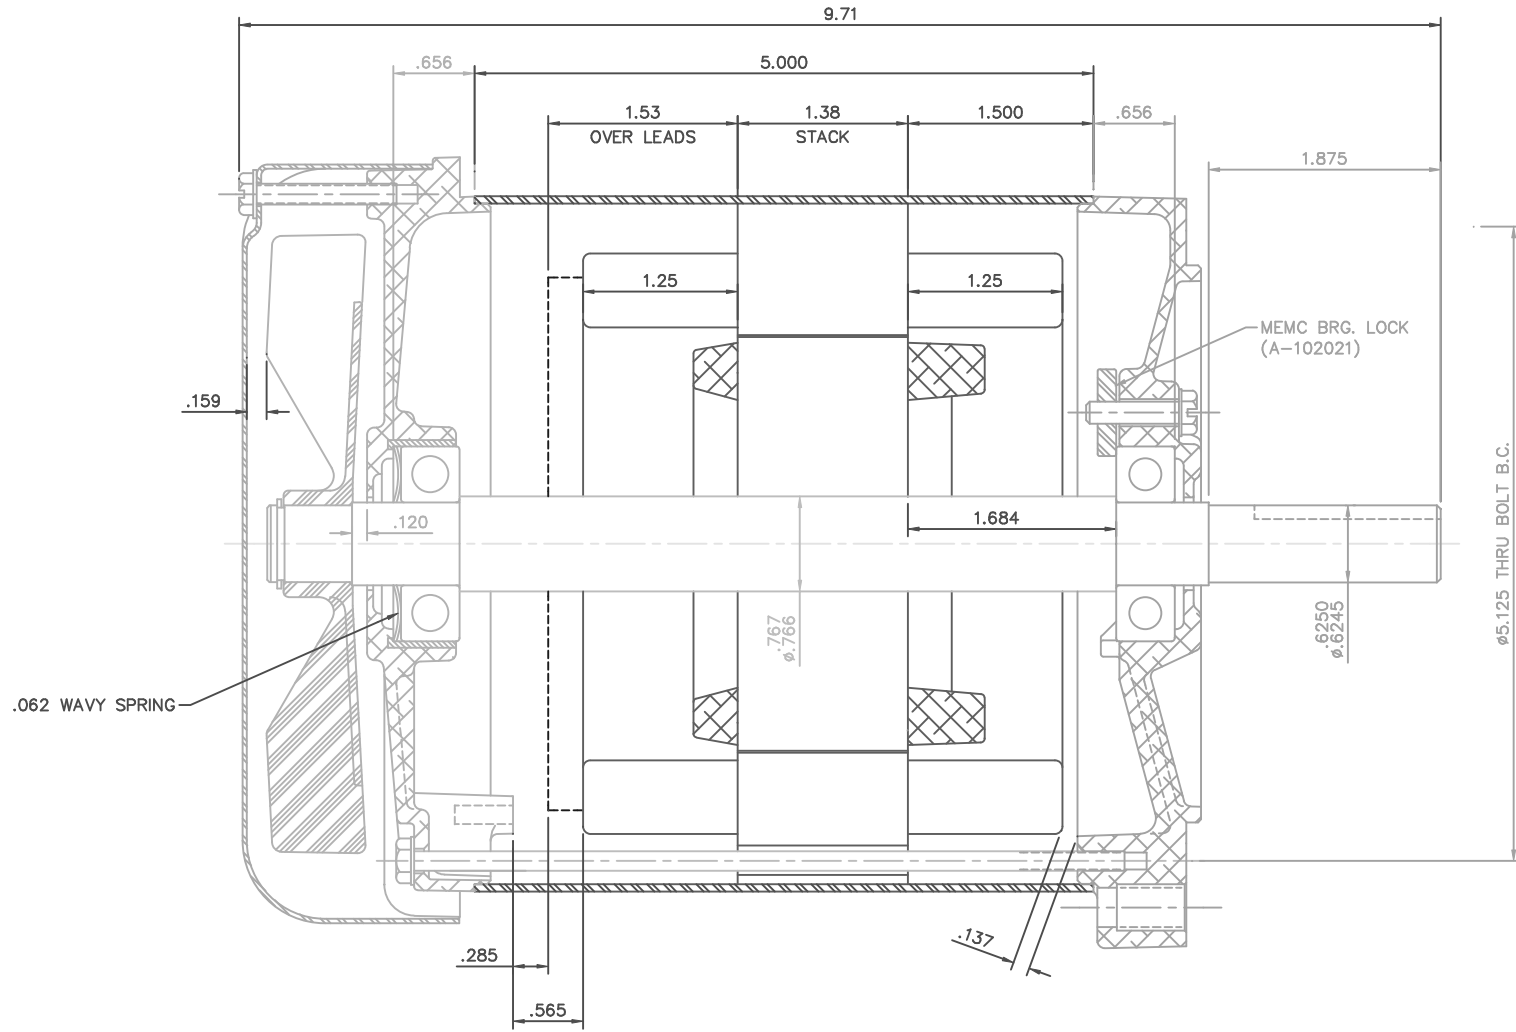 9.71
.656
5.000
1.53
OVER LEADS
1.38
STACK
1.500
.656
1.875
1.25
1.25
MEMC BRG. LOCK
(A-102021)
.159
.120
1.684
ø5.125 THRU BOLT B.C.
.767
ø.766
.6250
ø.6245
.062 WAVY SPRING
.285
.137
.565